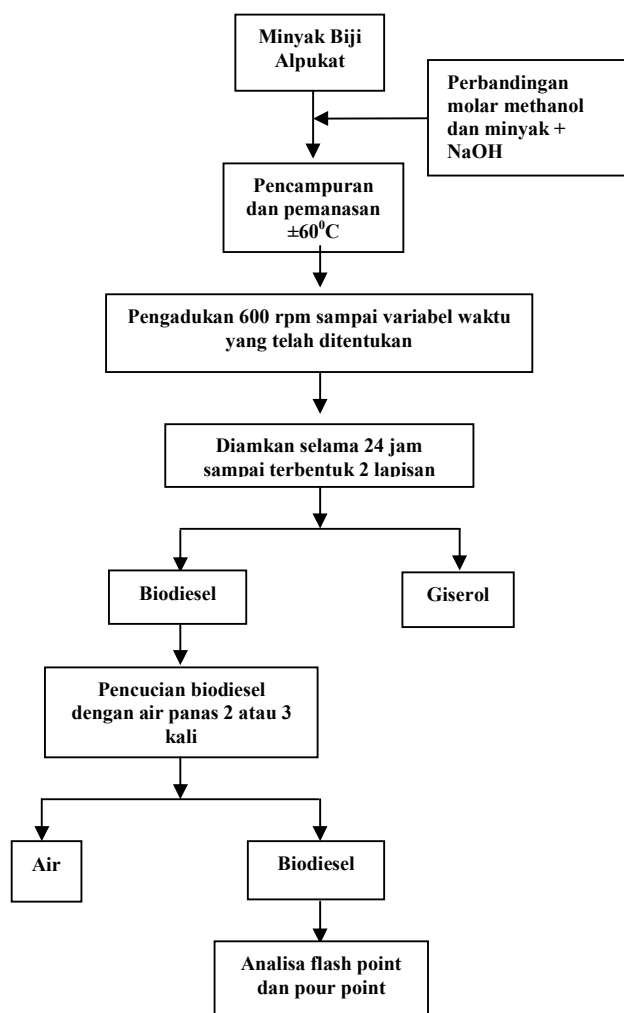 Minyak Biji
Alpukat
Perbandingan
molar methanol
dan minyak +
NaOH
Pencampuran
dan pemanasan
±60⁰C
Pengadukan 600 rpm sampai variabel waktu
yang telah ditentukan
Diamkan selama 24 jam
sampai terbentuk 2 lapisan
Biodiesel
Giserol
Pencucian biodiesel
dengan air panas 2 atau 3
kali
Air
Biodiesel
Analisa flash point
dan pour point